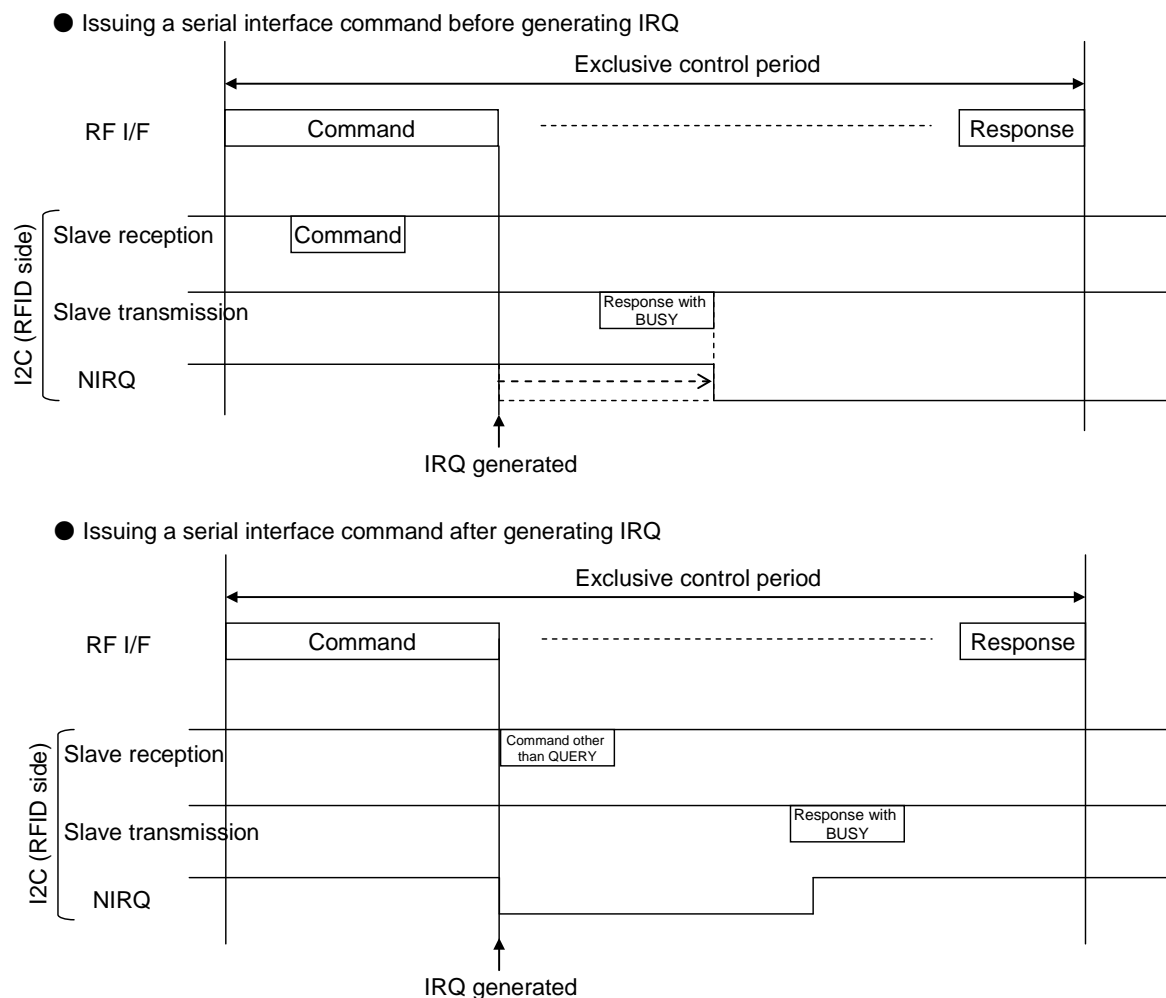 ● Issuing a serial interface command before generating IRQ
Exclusive control period
RF I/F
Command
Response
I2C (RFID side)
Slave reception
Command
Slave transmission
Response with
BUSY
NIRQ
IRQ generated
● Issuing a serial interface command after generating IRQ
Exclusive control period
RF I/F
Command
Response
I2C (RFID side)
Slave reception
Command other
than QUERY
Slave transmission
Response with
BUSY
NIRQ
IRQ generated